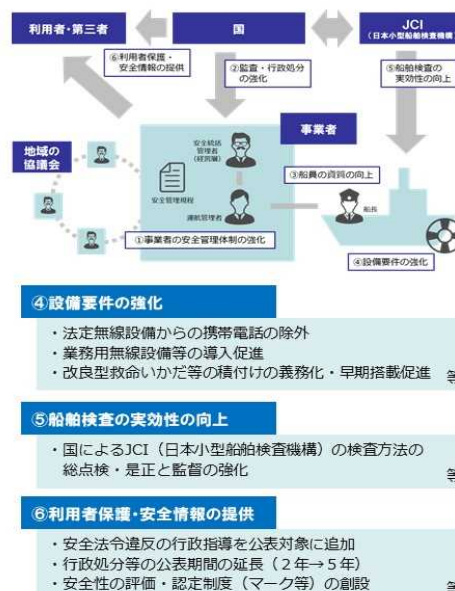 利用者・第三者
国
JCI
(日本小型船舶検査機構)
⑥利用者保護・
安全情報の提供
②監査・行政処分
の強化
⑤船舶検査の
実効性の向上
地域の
協議会
事業者
安全統括
管理者
(経営層)
③船員の資質の向上
安全管理規程
運航管理者
船長
①事業者の安全管理体制の強化
④設備要件の強化
④設備要件の強化
・法定無線設備からの携帯電話の除外
・業務用無線設備等の導入促進
・改良型救命いかだ等の積付けの義務化・早期搭載促進 等
⑤船舶検査の実効性の向上
・国によるJCI(日本小型船舶検査機構)の検査方法の
総点検・是正と監督の強化 等
⑥利用者保護・安全情報の提供
・安全法令違反の行政指導を公表対象に追加
・行政処分等の公表期間の延長(2年→5年)
・安全性の評価・認定制度(マーク等)の創設 等